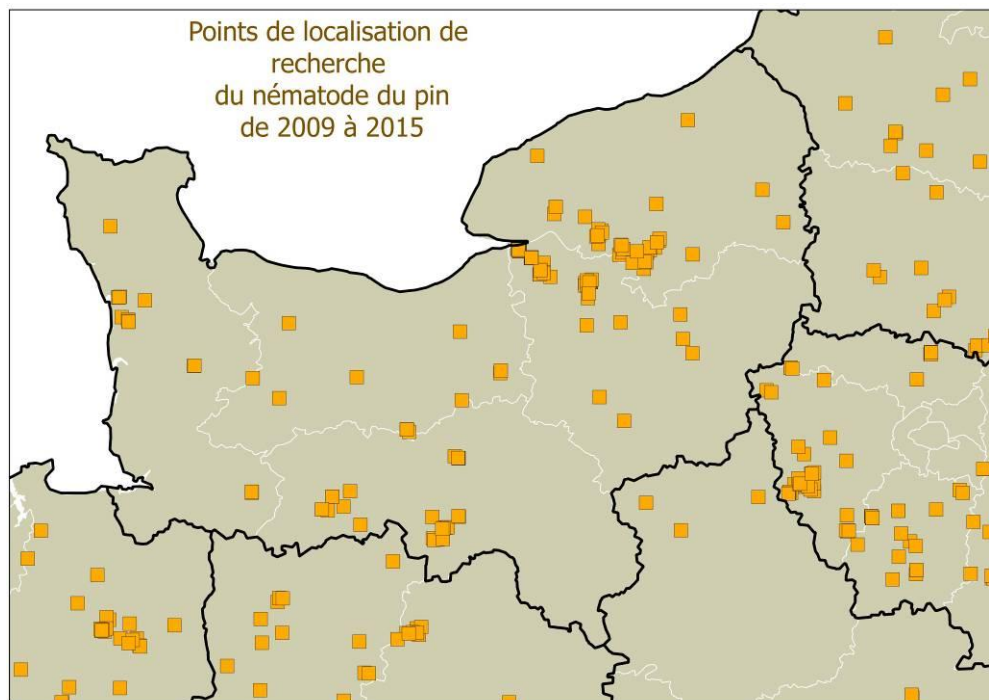 Points de localisation de
recherche
du nématode du pin
de 2009 à 2015